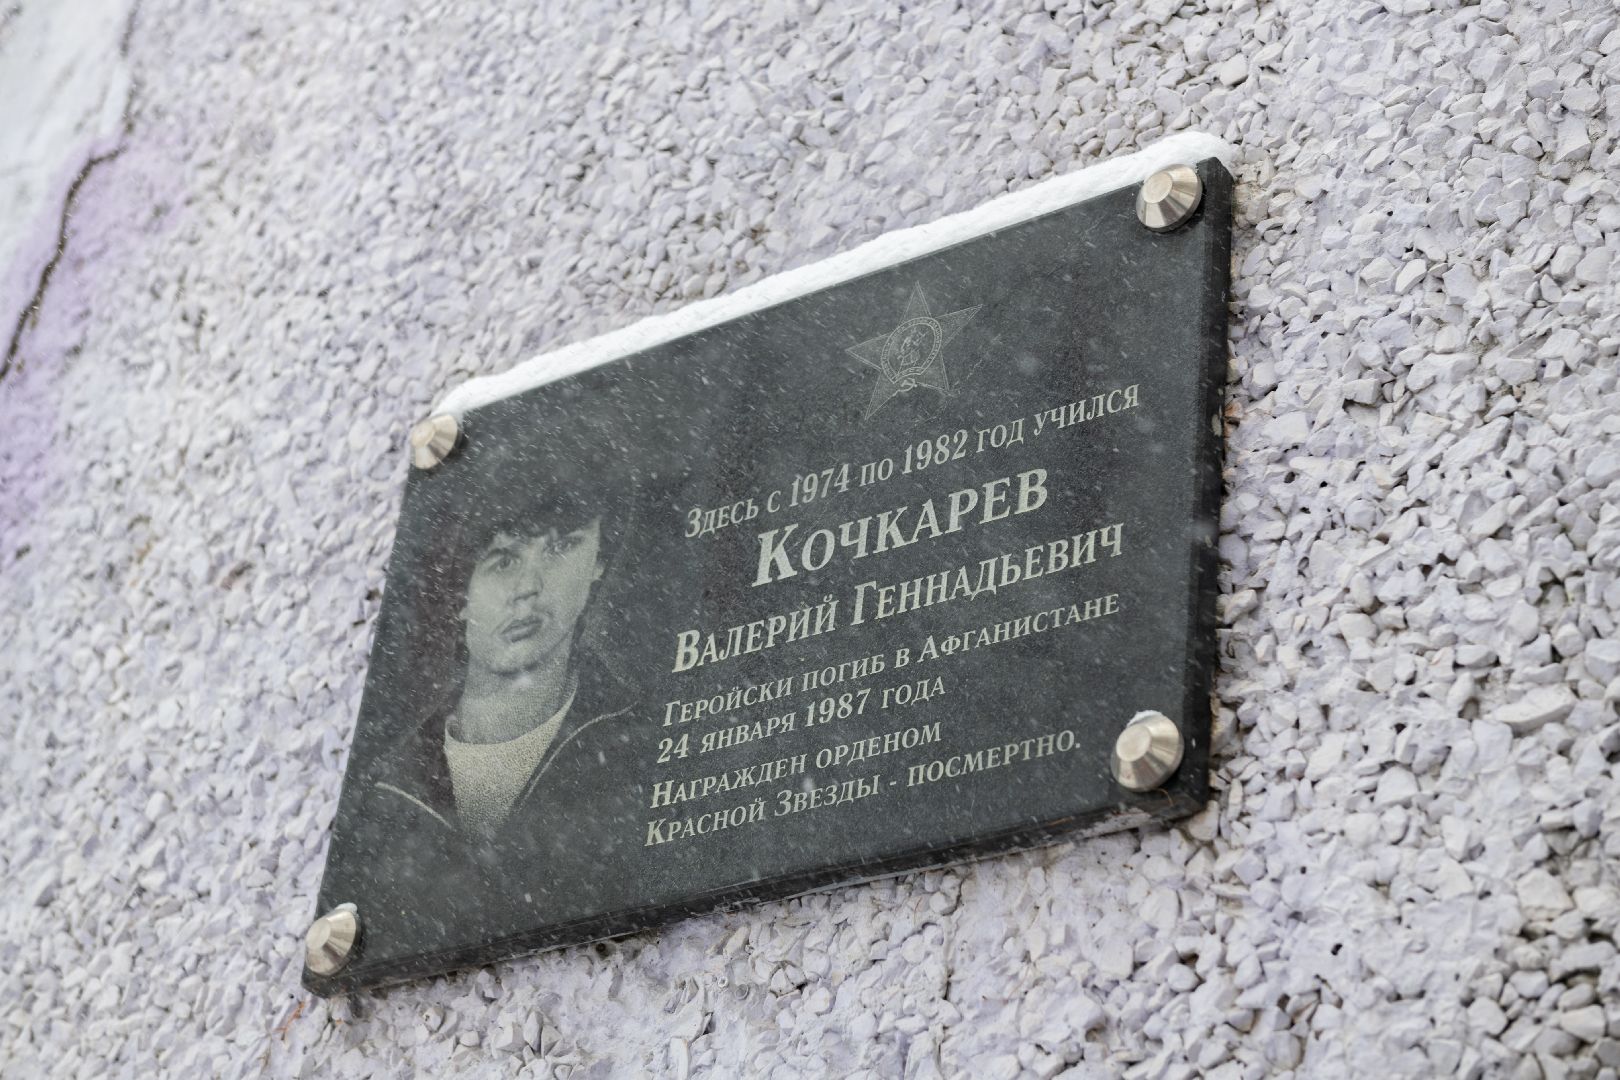 Здесь с 1974 по 1982 год учился
Кочкарев
Валерий Геннадьевич
Геройски погиб в Афганистане
24 января 1987 года
Награжден орденом
Красной Звезды - посмертно.